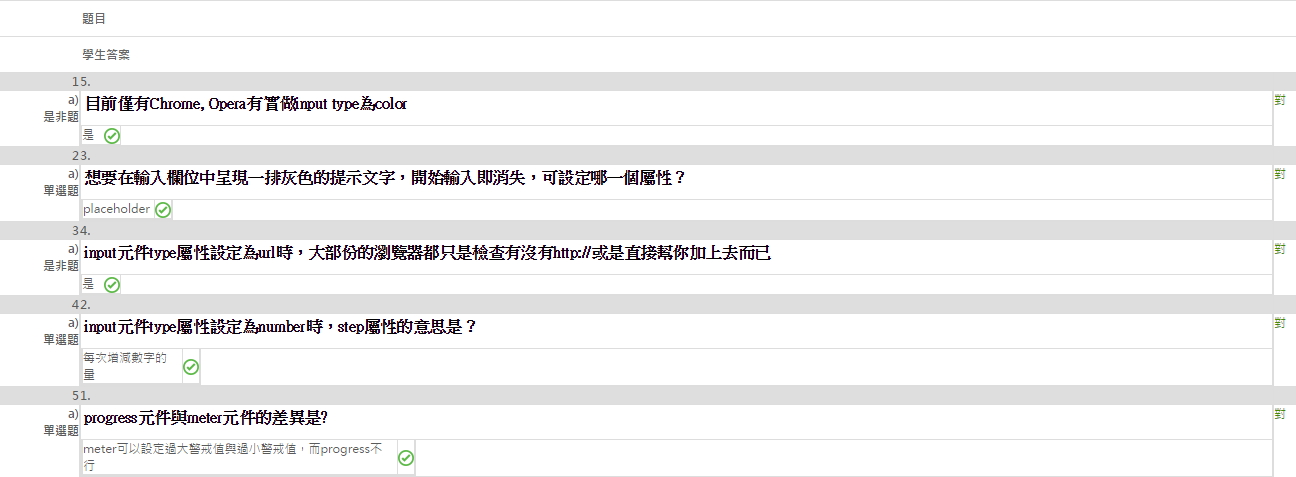 題目
學生答案
15.
a) 目前僅有Chrome, Opera有實做input type為color 對
是非題
是
23.
a) 想要在輸入欄位中呈現一排灰色的提示文字，開始輸入即消失，可設定哪一個屬性？ 對
單選題
placeholder
34.
a) input元件type屬性設定為url時，大部份的瀏覽器都只是檢查有沒有http://或是直接幫你加上去而已 對
是非題
是
42.
a) input元件type屬性設定為number時，step屬性的意思是？ 對
單選題
每次增減數字的
量
51.
a) progress元件與meter元件的差異是? 對
單選題
meter可以設定過大警戒值與過小警戒值，而progress不
行